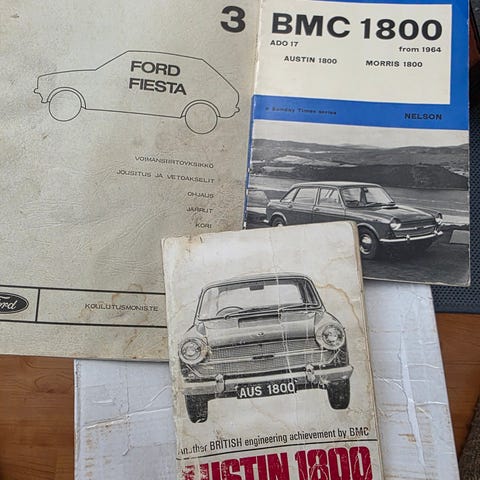 3
FORD
FIESTA
VOIMANSIIRTOYKSIKKÖ
JOUSITUS JA VETOAKSELIT
OHJAUS
JARRUT
KORI
Ford
KOULUTUSMONISTE
BMC 1800
ADO 17
from 1964
AUSTIN 1800 MORRIS 1800
a Sunday Times series
NELSON
AUS 1800
Another BRITISH engineering achievement by BMC
AUSTIN 1800